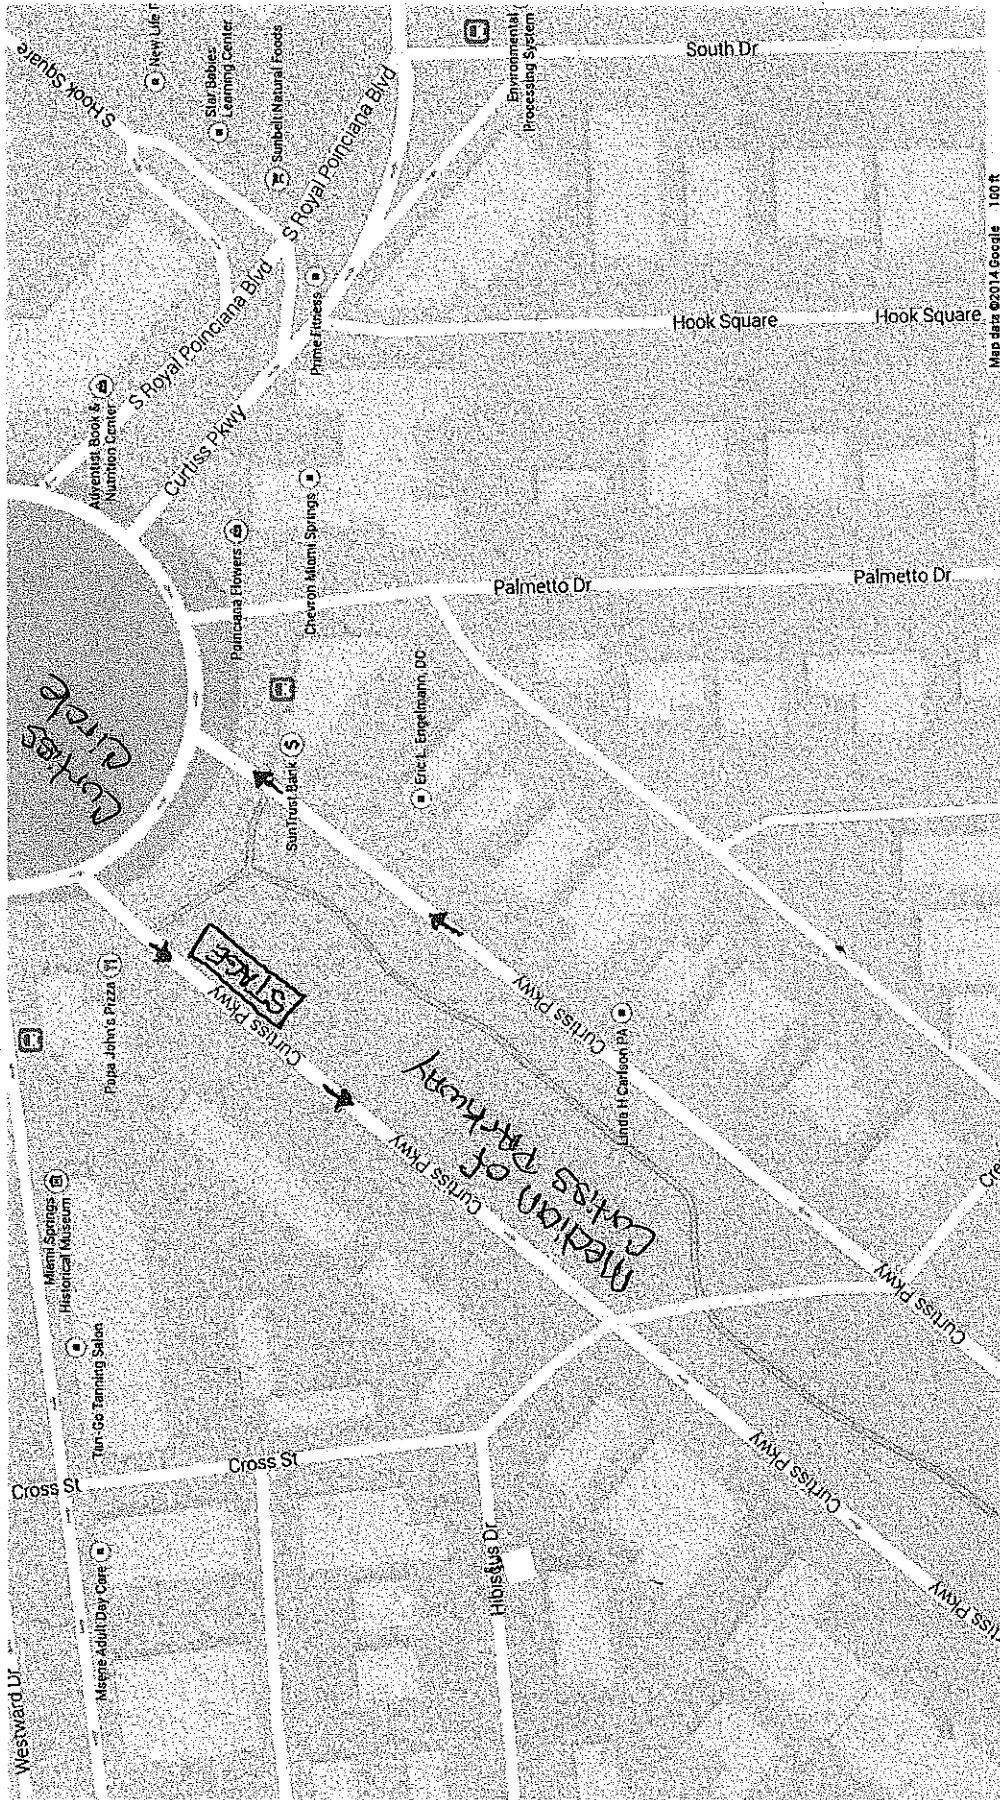 S Hook Square
New Life
Star Babies
Learning Center
Sunbelt Natural Foods
S Royal Poinciana Blvd
Environmental
Processing System
South Dr
S Royal Poinciana Blvd
Prime Fitness
Hook Square
Hook Square
Map data ©2014 Google 100 ft
Adventist Book &
Nutrition Center
Curtiss Pkwy
Chevron Miami Springs
Poinciana Flowers
Palmetto Dr
Palmetto Dr
Curtiss
Circle
SunTrust Bank
Eric L. Engelmann, DC
Papa John's Pizza
STAGE
Curtiss Pkwy
Curtiss Pkwy
Linda H Carlson PA
Median of
Curtiss Parkway
Curtiss Pkwy
Curtiss Pkwy
Curtiss Pkwy
Miami Springs
Historical Museum
Tan-Go Tanning Salon
Cross St
Cross St
Curtiss Pkwy
Msene Adult Day Care
Hibiscus Dr
Westward Dr